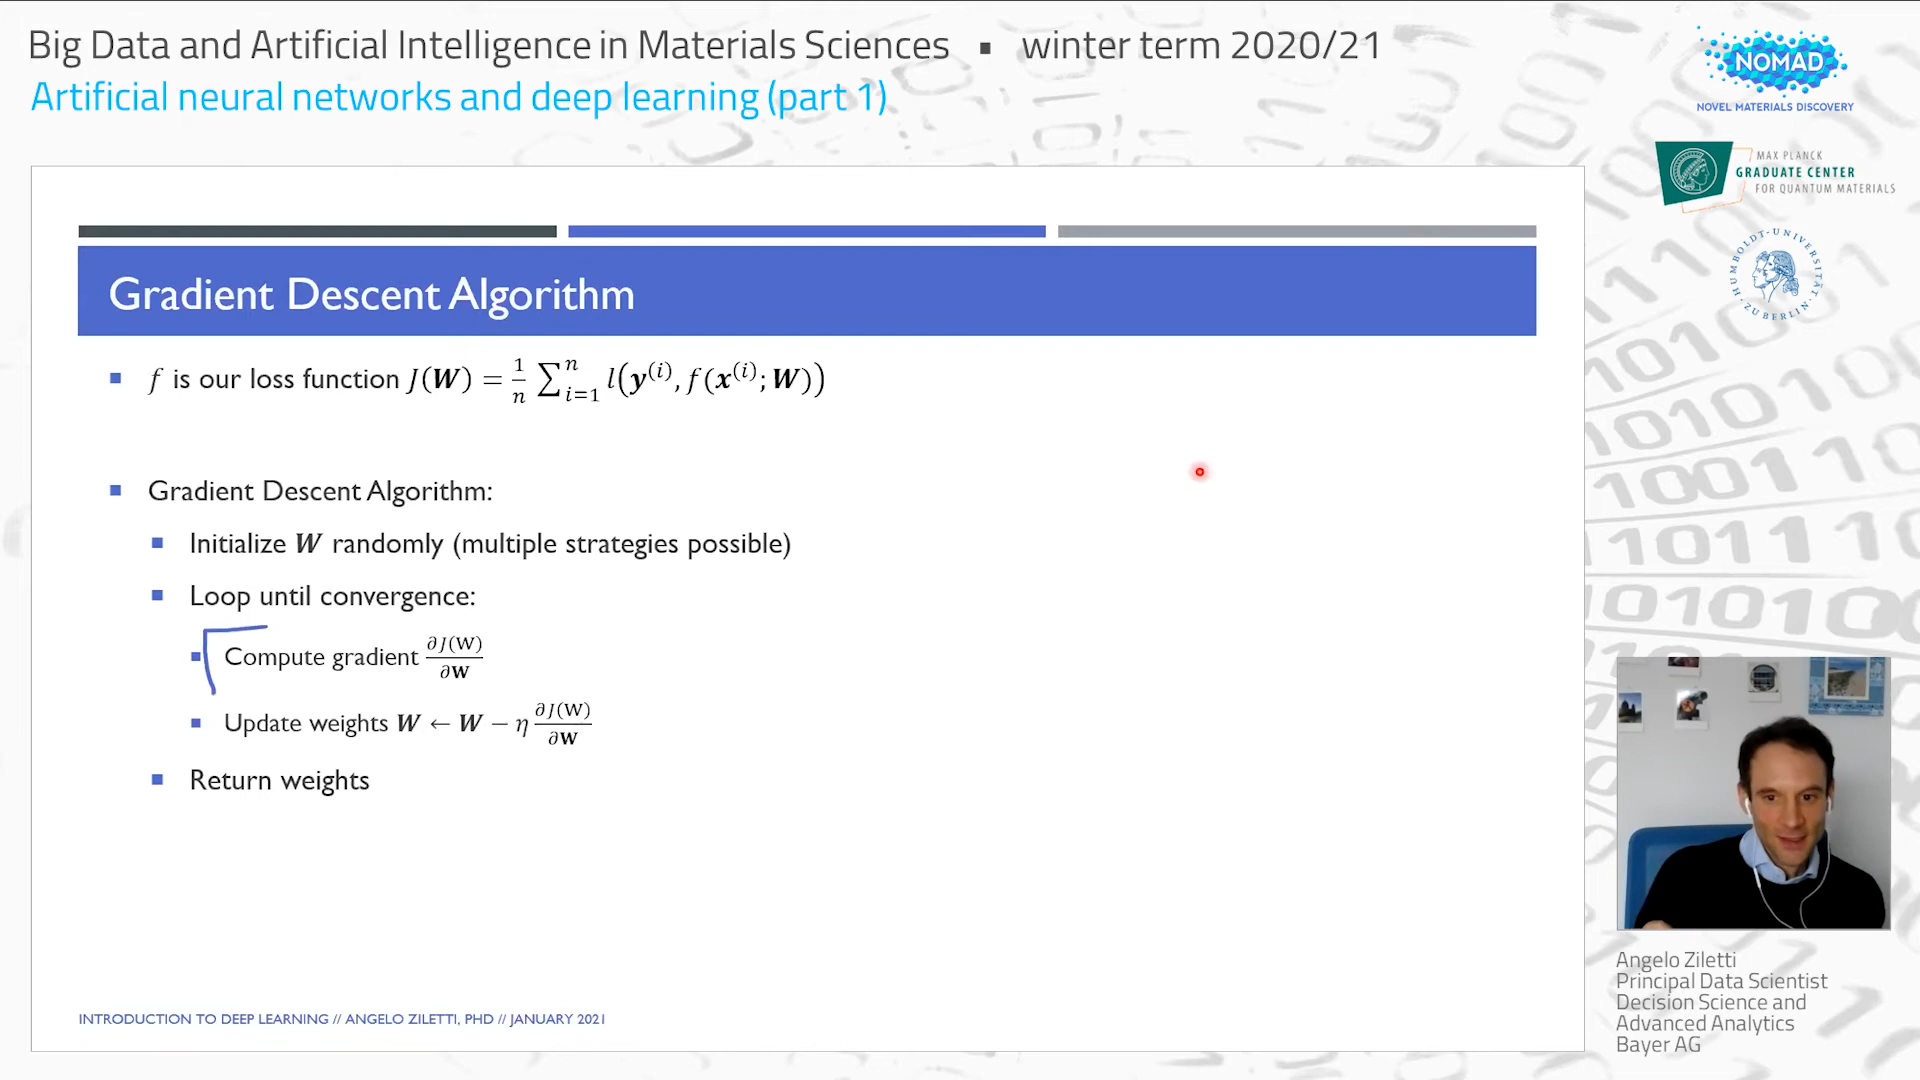 Big Data and Artificial Intelligence in Materials Sciences ▪ winter term 2020/21
Artificial neural networks and deep learning (part 1)
NOMAD
NOVEL MATERIALS DISCOVERY
MAX PLANCK
GRADUATE CENTER
FOR QUANTUM MATERIALS
HUMBOLDT-UNIVERSITÄT ZU BERLIN
Gradient Descent Algorithm
▪ f is our loss function J(W) = 1/n ∑_{i=1}^{n} l(y^{(i)}, f(x^{(i)}; W))
▪ Gradient Descent Algorithm:
▪ Initialize W randomly (multiple strategies possible)
▪ Loop until convergence:
▪ Compute gradient ∂J(W)/∂W
▪ Update weights W ← W − η ∂J(W)/∂W
▪ Return weights
INTRODUCTION TO DEEP LEARNING // ANGELO ZILETTI, PHD // JANUARY 2021
Angelo Ziletti
Principal Data Scientist
Decision Science and
Advanced Analytics
Bayer AG